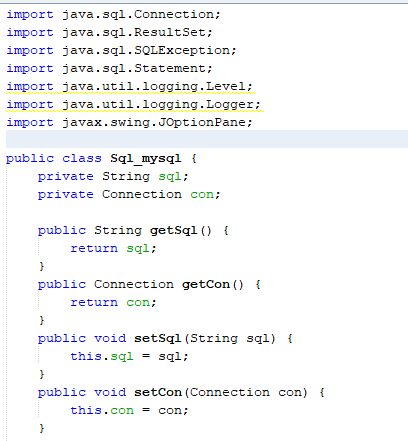 import java.sql.Connection;
import java.sql.ResultSet;
import java.sql.SQLException;
import java.sql.Statement;
import java.util.logging.Level;
import java.util.logging.Logger;
import javax.swing.JOptionPane;

public class Sql_mysql {
    private String sql;
    private Connection con;

    public String getSql() {
        return sql;
    }
    public Connection getCon() {
        return con;
    }
    public void setSql(String sql) {
        this.sql = sql;
    }
    public void setCon(Connection con) {
        this.con = con;
    }